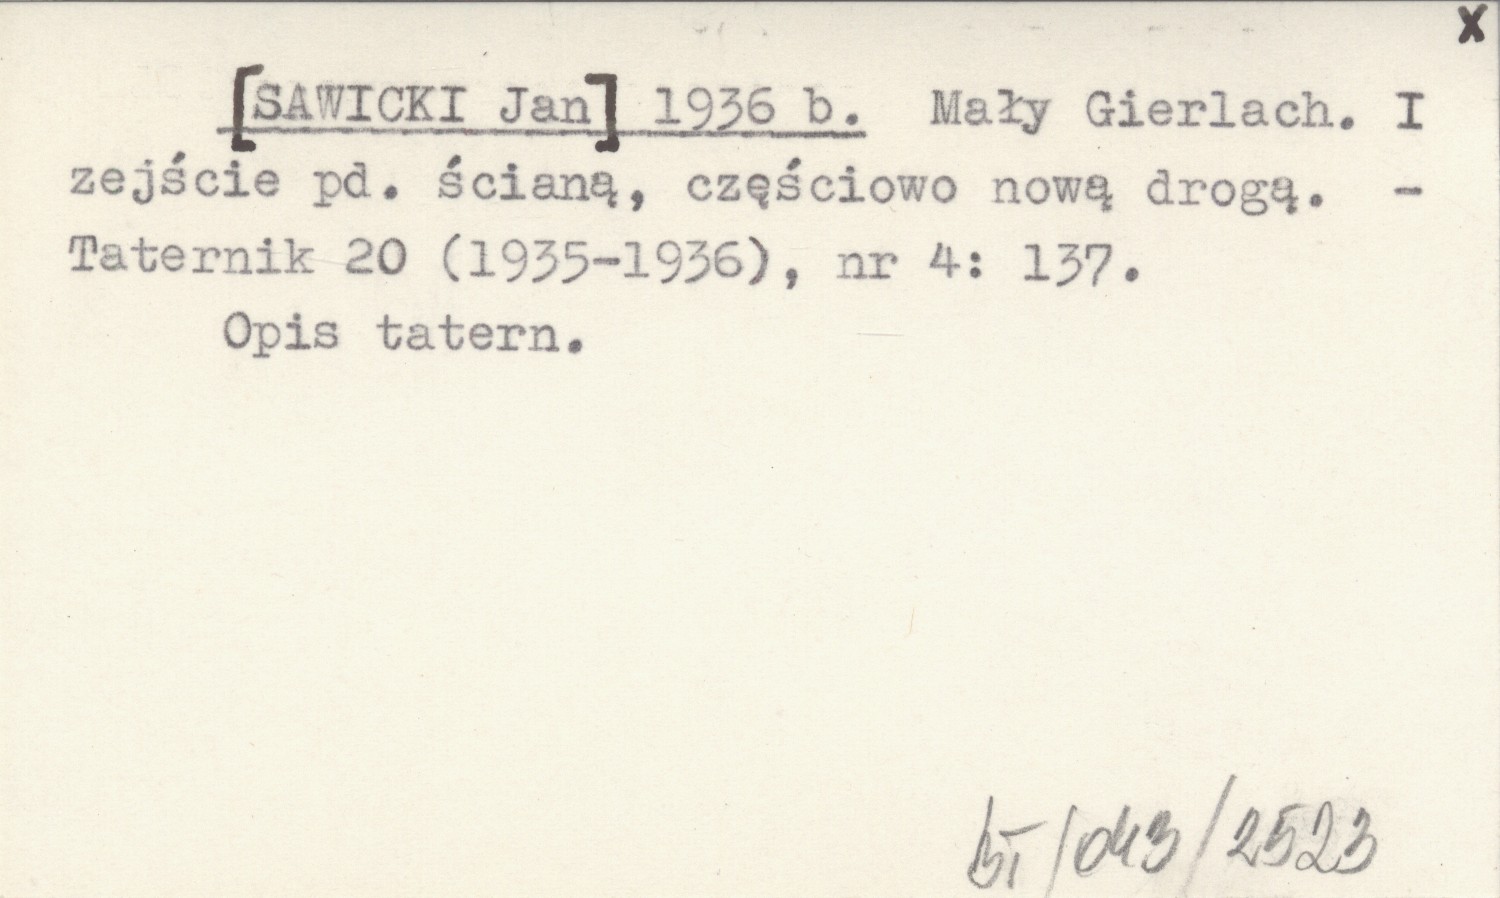 x
[SAWICKI Jan] 1936 b. Mały Gierlach. I
zejście pd. ścianą, częściowo nową drogą. -
Taternik 20 (1935-1936), nr 4: 137.
Opis tatern.
BT/043/2523